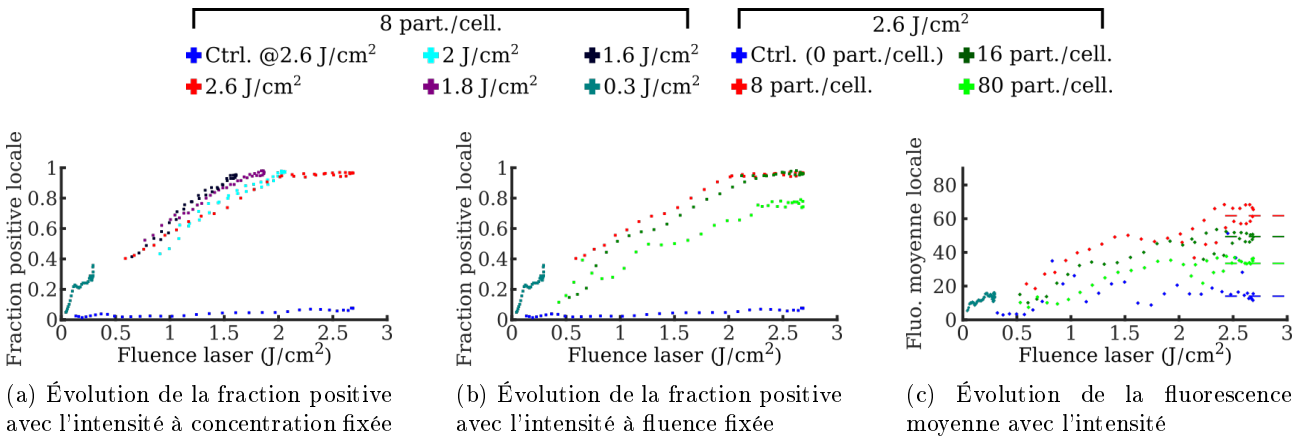 8 part./cell.
2.6 J/cm²
Ctrl. @2.6 J/cm²
2 J/cm²
1.6 J/cm²
Ctrl. (0 part./cell.)
16 part./cell.
2.6 J/cm²
1.8 J/cm²
0.3 J/cm²
8 part./cell.
80 part./cell.
Fraction positive locale
1
0.8
0.6
0.4
0.2
0
0 0.5 1 1.5 2 2.5 3
Fluence laser (J/cm²)
(a) Évolution de la fraction positive
avec l'intensité à concentration fixée
Fraction positive locale
1
0.8
0.6
0.4
0.2
0
0 0.5 1 1.5 2 2.5 3
Fluence laser (J/cm²)
(b) Évolution de la fraction positive
avec l'intensité à fluence fixée
Fluo. moyenne locale
80
60
40
20
0
0 0.5 1 1.5 2 2.5 3
Fluence laser (J/cm²)
(c) Évolution de la fluorescence
moyenne avec l'intensité